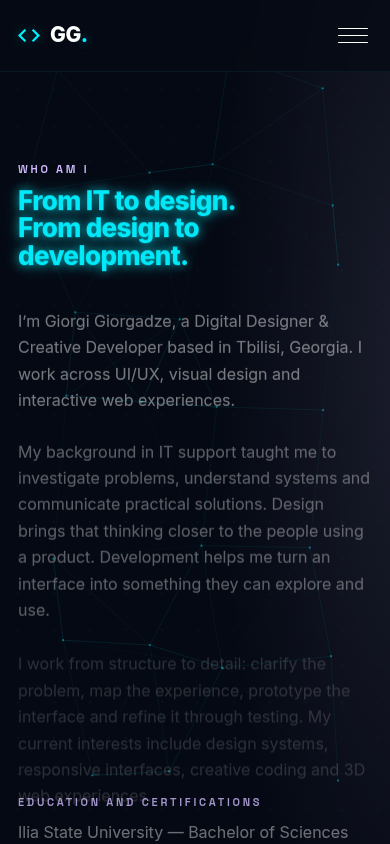 <> GG.
WHO AM I
From IT to design.
From design to
development.
I’m Giorgi Giorgadze, a Digital Designer &
Creative Developer based in Tbilisi, Georgia. I
work across UI/UX, visual design and
interactive web experiences.
My background in IT support taught me to
investigate problems, understand systems and
communicate practical solutions. Design
brings that thinking closer to the people using
a product. Development helps me turn an
interface into something they can explore and
use.
I work from structure to detail: clarify the
problem, map the experience, prototype the
interface and refine it through testing. My
current interests include design systems,
responsive interfaces, creative coding and 3D
web experiences.
EDUCATION AND CERTIFICATIONS
Ilia State University — Bachelor of Sciences